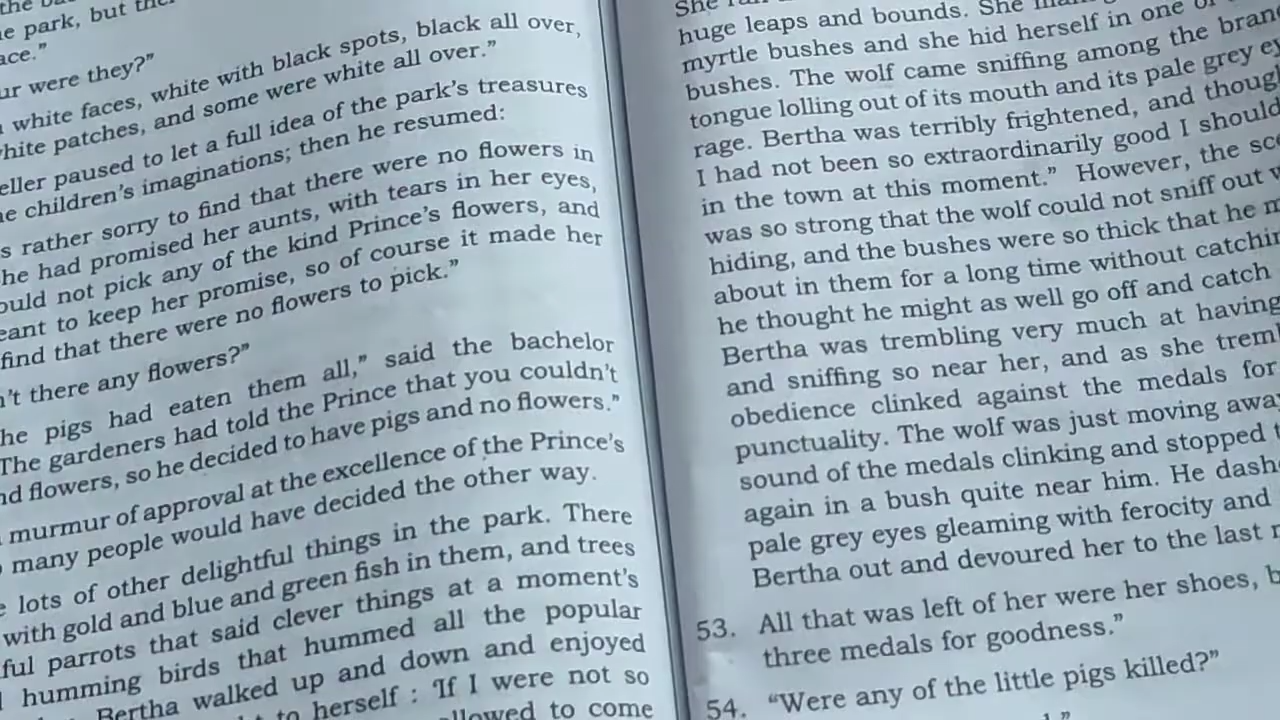 the
e park, but
ace.”
ur were they?”
white faces, white with black spots, black all over,
hite patches, and some were white all over.”
eller paused to let a full idea of the park’s treasures
e children’s imaginations; then he resumed:
s rather sorry to find that there were no flowers in
he had promised her aunts, with tears in her eyes,
ould not pick any of the kind Prince’s flowers, and
eant to keep her promise, so of course it made her
find that there were no flowers to pick.”
’t there any flowers?”
he pigs had eaten them all,” said the bachelor
The gardeners had told the Prince that you couldn’t
nd flowers, so he decided to have pigs and no flowers.”
murmur of approval at the excellence of the Prince’s
many people would have decided the other way.
e lots of other delightful things in the park. There
with gold and blue and green fish in them, and trees
ful parrots that said clever things at a moment’s
humming birds that hummed all the popular
Bertha walked up and down and enjoyed
to herself : ‘If I were not so
allowed to come
She
huge leaps and bounds. She
myrtle bushes and she hid herself in one of
bushes. The wolf came sniffing among the bran
tongue lolling out of its mouth and its pale grey ey
rage. Bertha was terribly frightened, and though
I had not been so extraordinarily good I should
in the town at this moment.” However, the sce
was so strong that the wolf could not sniff out w
hiding, and the bushes were so thick that he m
about in them for a long time without catchin
he thought he might as well go off and catch
Bertha was trembling very much at having
and sniffing so near her, and as she trem
obedience clinked against the medals for
punctuality. The wolf was just moving away
sound of the medals clinking and stopped t
again in a bush quite near him. He dash
pale grey eyes gleaming with ferocity and
Bertha out and devoured her to the last
53. All that was left of her were her shoes, b
three medals for goodness.”
54. “Were any of the little pigs killed?”